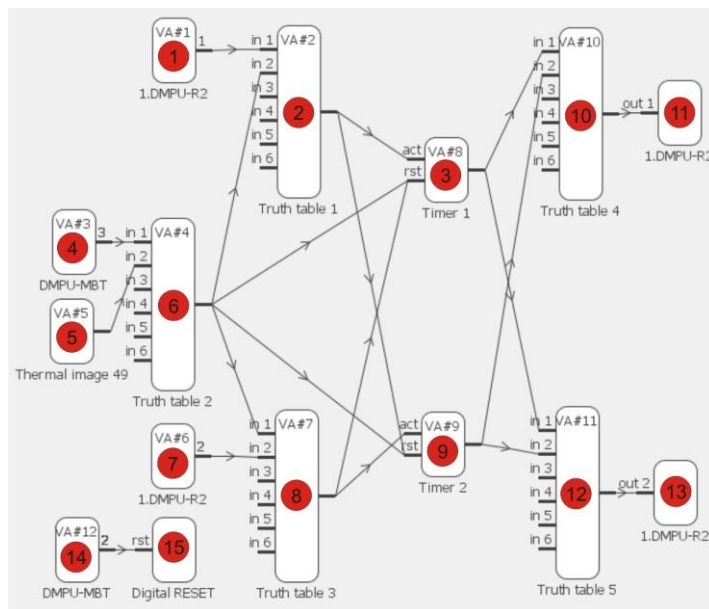 VA#1
1
1
1.DMPU-R2
VA#2
in 1
in 2
in 3
in 4
in 5
in 6
2
Truth table 1
VA#8
act
rst
3
Timer 1
VA#10
in 1
in 2
in 3
in 4
in 5
in 6
10
Truth table 4
out 1
11
1.DMPU-R2
VA#3
3
4
DMPU-MBT
VA#5
5
Thermal image 49
VA#4
in 1
in 2
in 3
in 4
in 5
in 6
6
Truth table 2
VA#6
2
7
1.DMPU-R2
VA#7
in 1
in 2
in 3
in 4
in 5
in 6
8
Truth table 3
VA#9
act
rst
9
Timer 2
VA#11
in 1
in 2
in 3
in 4
in 5
in 6
12
Truth table 5
out 2
13
1.DMPU-R2
VA#12
2
14
DMPU-MBT
rst
15
Digital RESET